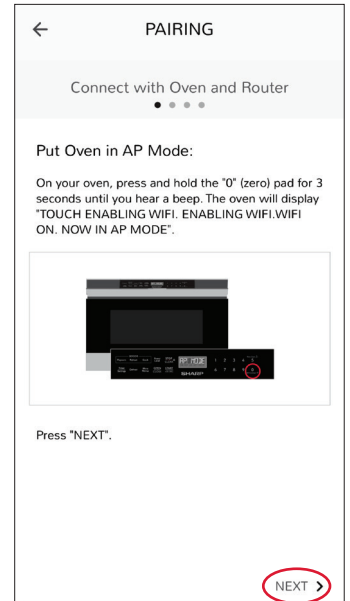 PAIRING
Connect with Oven and Router
Put Oven in AP Mode:
On your oven, press and hold the "0" (zero) pad for 3
seconds until you hear a beep. The oven will display
"TOUCH ENABLING WIFI. ENABLING WIFI.WIFI
ON. NOW IN AP MODE".
AP MODE
1 2 3 4 5
6 7 8 9 0
SHARP
Press "NEXT".
NEXT